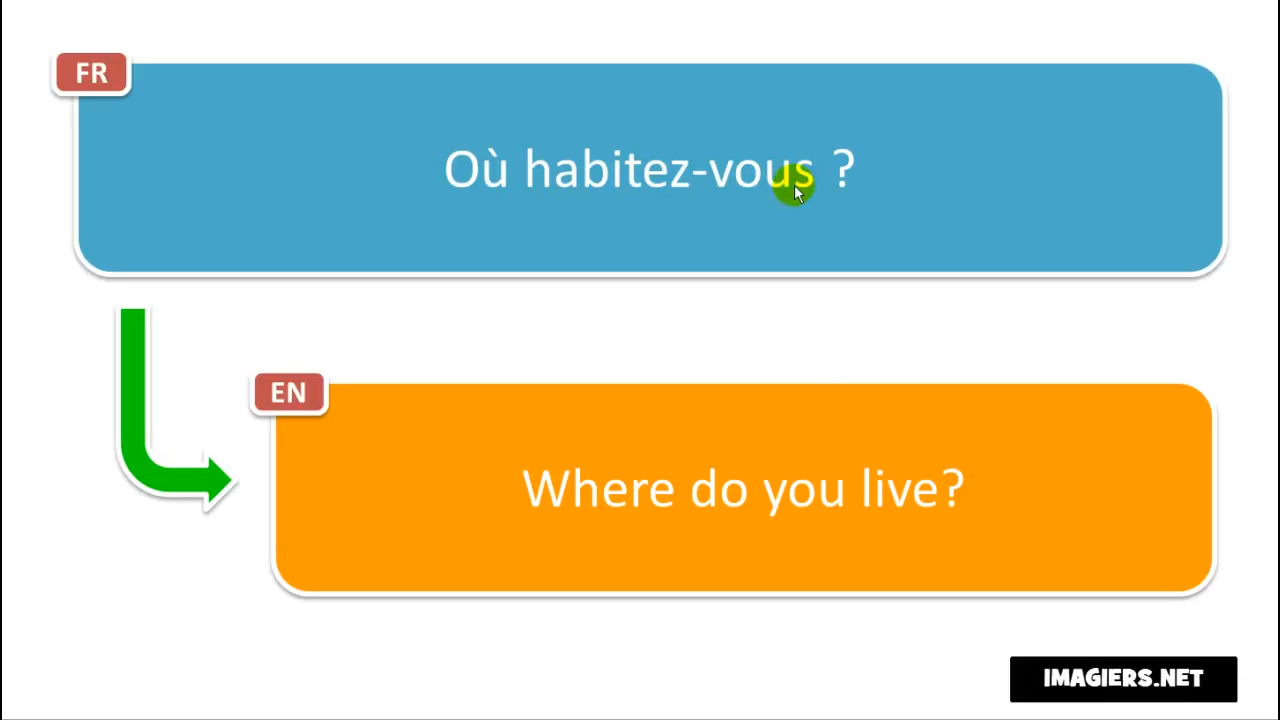 FR
Où habitez-vous ?
EN
Where do you live?
IMAGIERS.NET